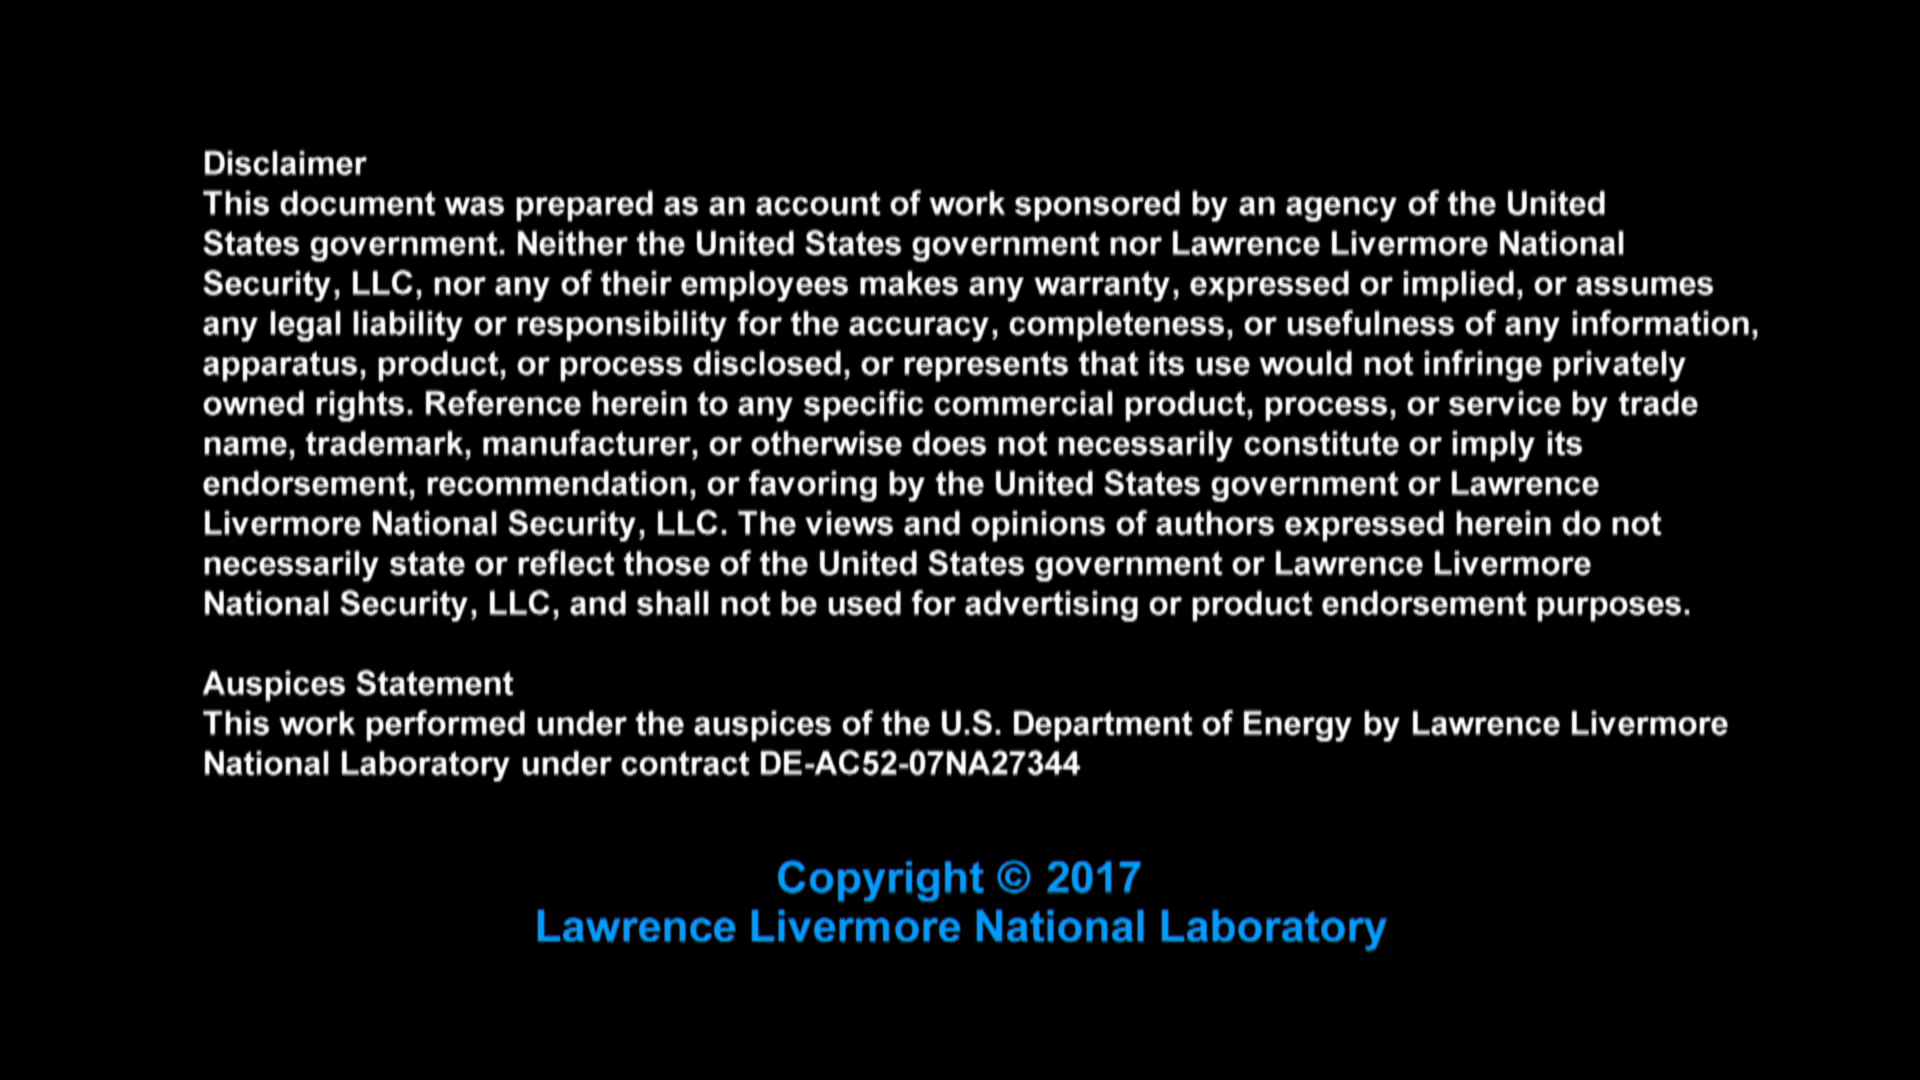 Disclaimer
This document was prepared as an account of work sponsored by an agency of the United
States government. Neither the United States government nor Lawrence Livermore National
Security, LLC, nor any of their employees makes any warranty, expressed or implied, or assumes
any legal liability or responsibility for the accuracy, completeness, or usefulness of any information,
apparatus, product, or process disclosed, or represents that its use would not infringe privately
owned rights. Reference herein to any specific commercial product, process, or service by trade
name, trademark, manufacturer, or otherwise does not necessarily constitute or imply its
endorsement, recommendation, or favoring by the United States government or Lawrence
Livermore National Security, LLC. The views and opinions of authors expressed herein do not
necessarily state or reflect those of the United States government or Lawrence Livermore
National Security, LLC, and shall not be used for advertising or product endorsement purposes.
Auspices Statement
This work performed under the auspices of the U.S. Department of Energy by Lawrence Livermore
National Laboratory under contract DE-AC52-07NA27344
Copyright © 2017
Lawrence Livermore National Laboratory